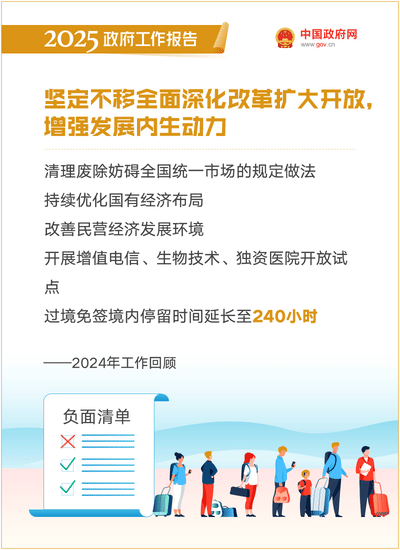 2025 政府工作报告
中国政府网
www.gov.cn
坚定不移全面深化改革扩大开放，
增强发展内生动力
清理废除妨碍全国统一市场的规定做法
持续优化国有经济布局
改善民营经济发展环境
开展增值电信、生物技术、独资医院开放试
点
过境免签境内停留时间延长至240小时
——2024年工作回顾
负面清单